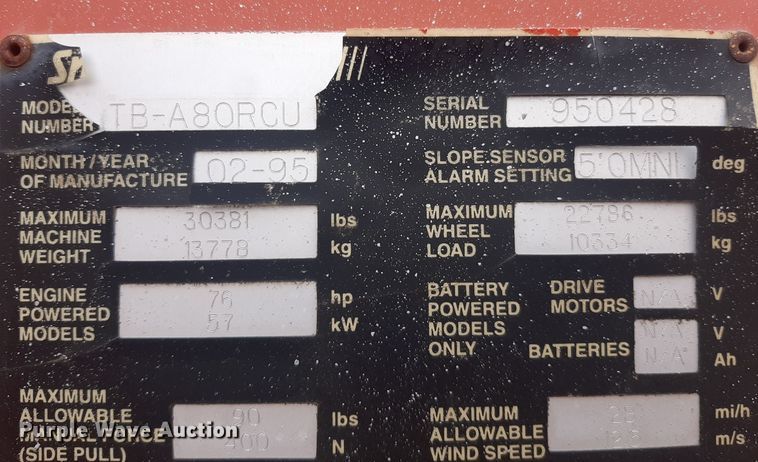 MODEL NUMBER TB-A80RCU
SERIAL NUMBER 950428
MONTH/YEAR OF MANUFACTURE 02-95
SLOPE SENSOR ALARM SETTING 5°OMNI deg
MAXIMUM MACHINE WEIGHT 30381 lbs 13778 kg
MAXIMUM WHEEL LOAD 22786 lbs 10334 kg
ENGINE POWERED MODELS 76 hp 57 kW
BATTERY POWERED MODELS ONLY DRIVE MOTORS N/A V
BATTERIES N/A V N/A Ah
MAXIMUM ALLOWABLE (SIDE PULL) 90 lbs 400 N
MAXIMUM ALLOWABLE WIND SPEED 28 mi/h m/s
Purple Wave Auction